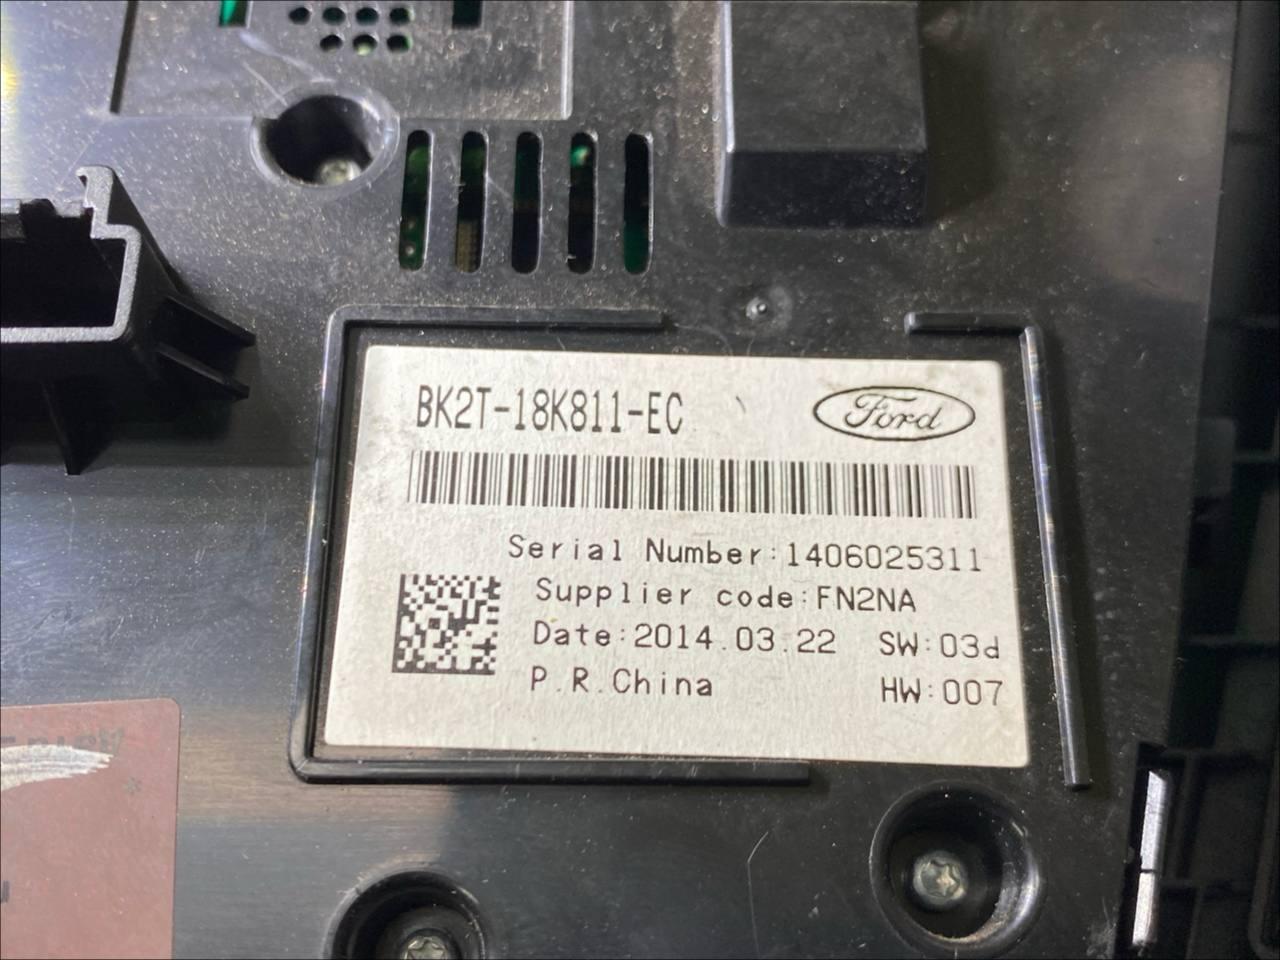 BK2T-18K811-EC
Ford
Serial Number:1406025311
Supplier code:FN2NA
Date:2014.03.22 SW:03d
P.R.China HW:007